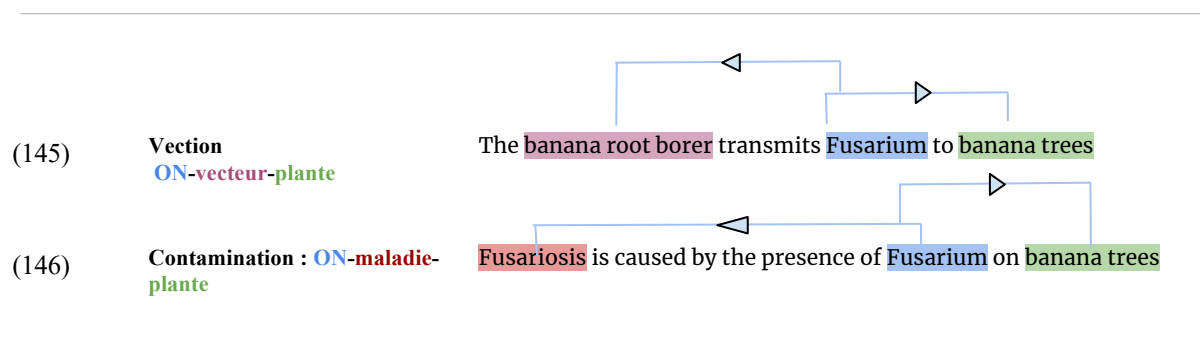 (145) Vection The banana root borer transmits Fusarium to banana trees
ON-vecteur-plante
(146) Contamination : ON-maladie- Fusariosis is caused by the presence of Fusarium on banana trees
plante